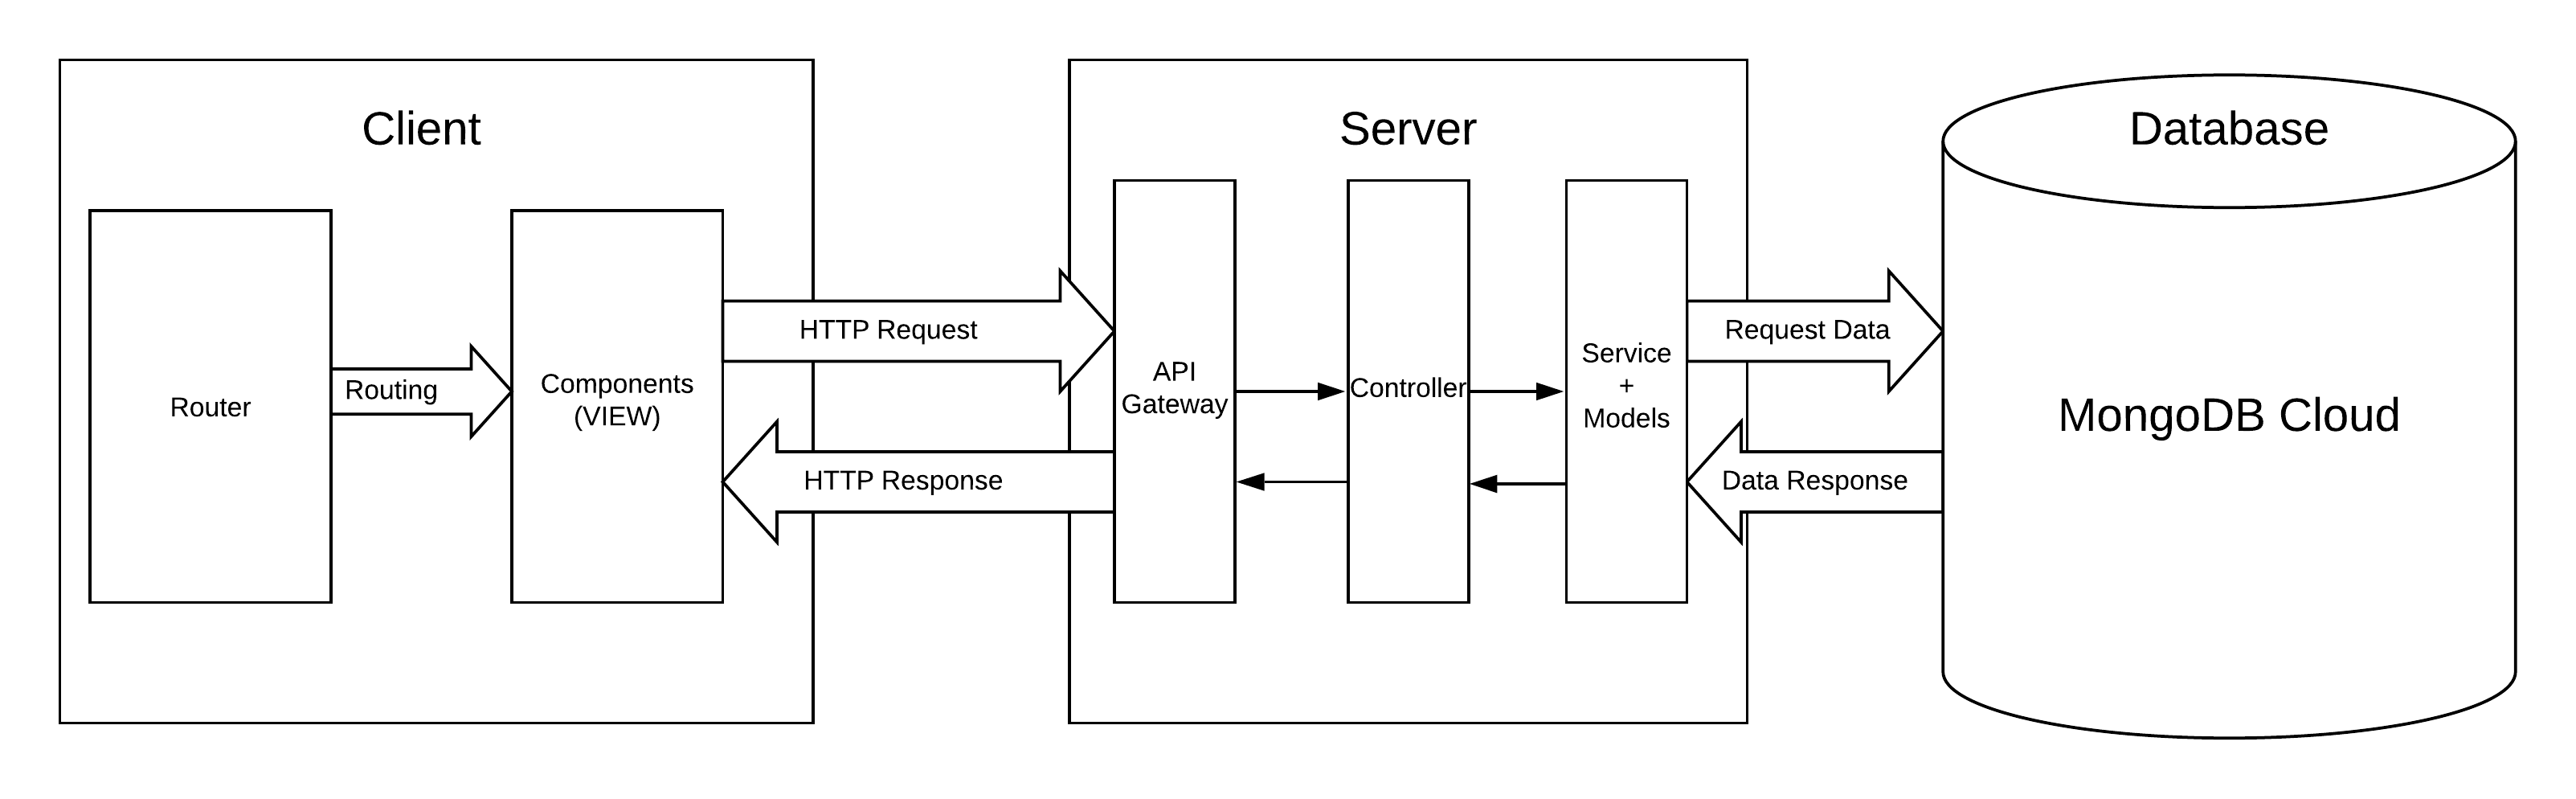 Client
Server
Database
Router
Routing
Components
(VIEW)
HTTP Request
HTTP Response
API
Gateway
Controller
Service
+
Models
Request Data
Data Response
MongoDB Cloud